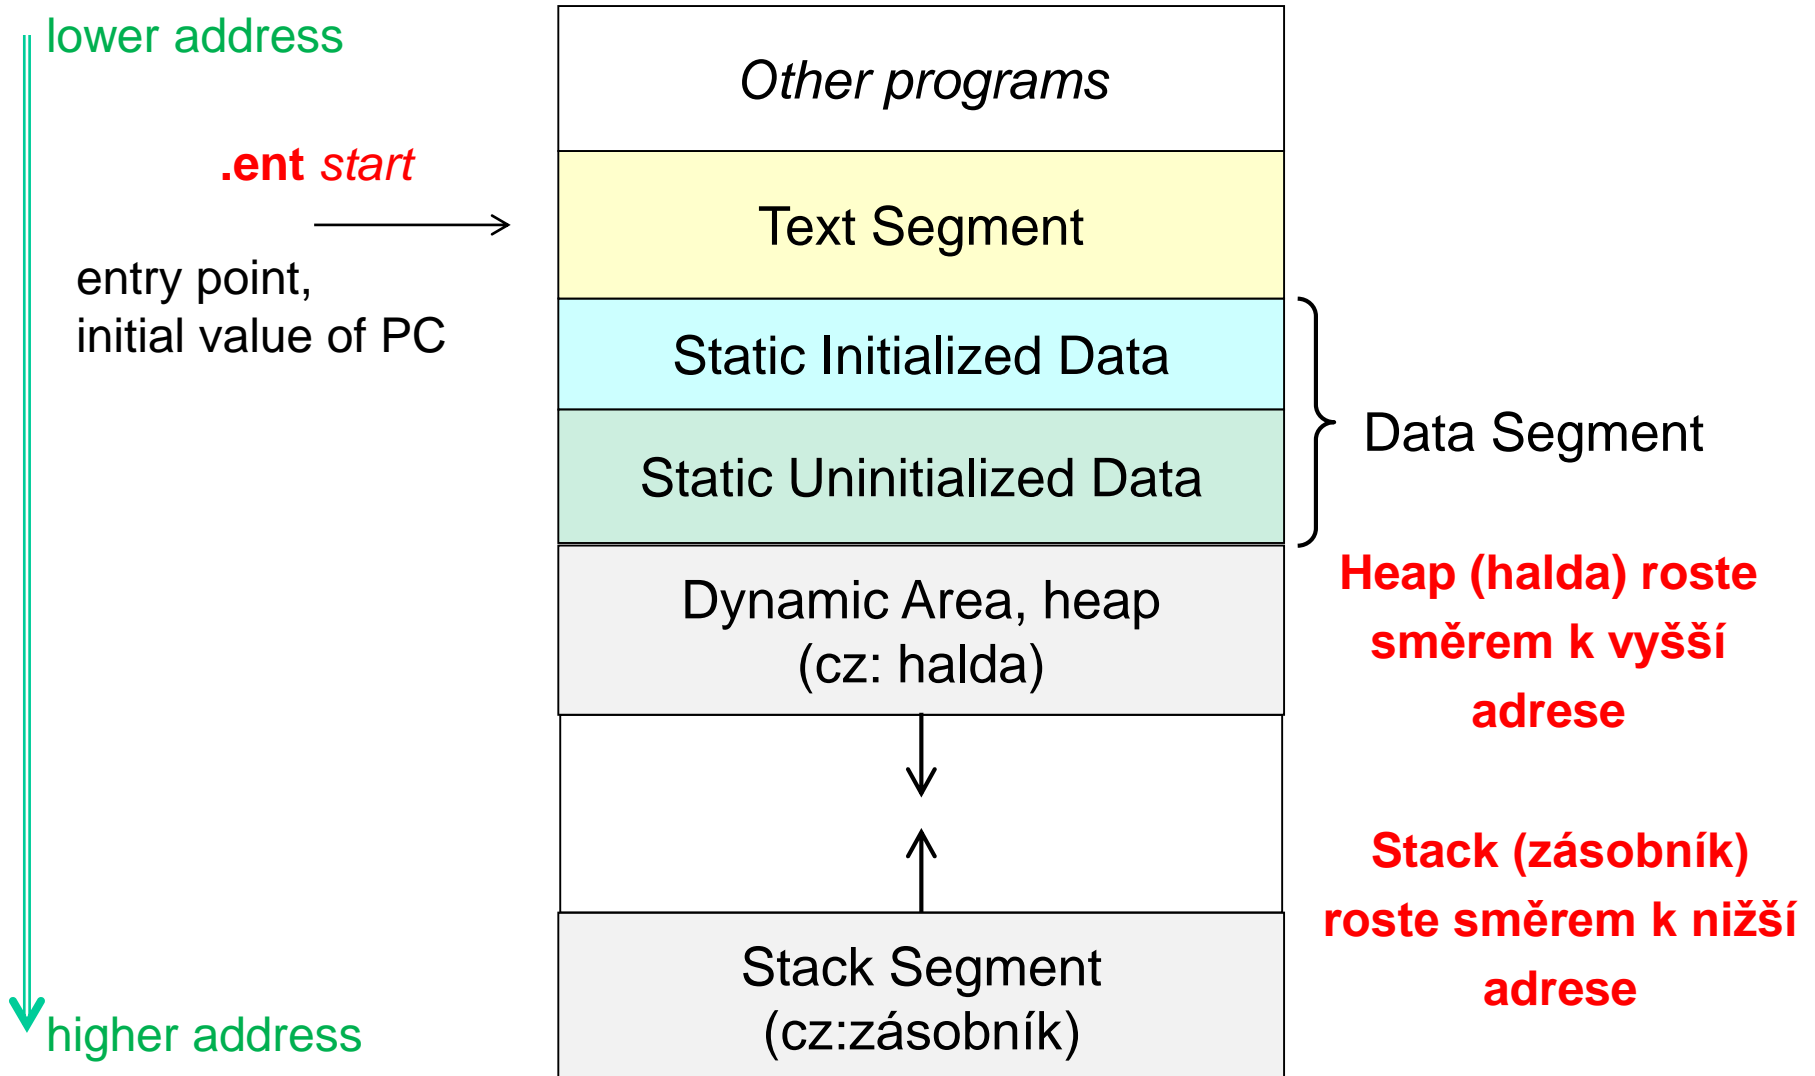 lower address
Other programs
.ent start
Text Segment
entry point,
initial value of PC
Static Initialized Data
Data Segment
Static Uninitialized Data
Heap (halda) roste
směrem k vyšší
adrese
Dynamic Area, heap
(cz: halda)
Stack (zásobník)
roste směrem k nižší
adrese
Stack Segment
(cz:zásobník)
higher address